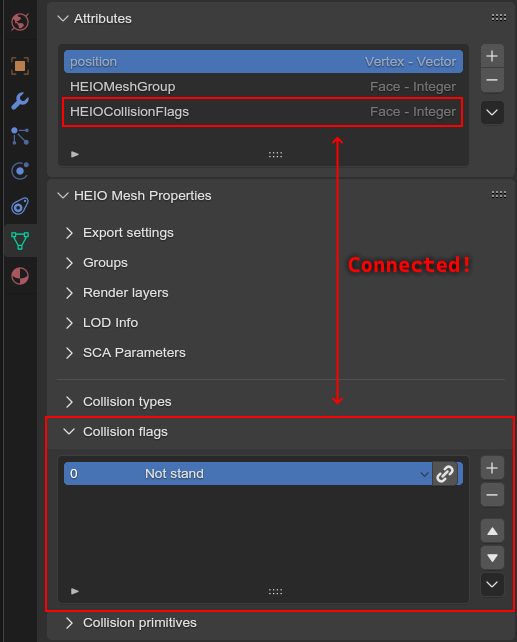 Attributes
position Vertex - Vector
HEIOMeshGroup Face - Integer
HEIOCollisionFlags Face - Integer
HEIO Mesh Properties
Export settings
Groups
Connected!
Render layers
LOD Info
SCA Parameters
Collision types
Collision flags
0 Not stand
Collision primitives